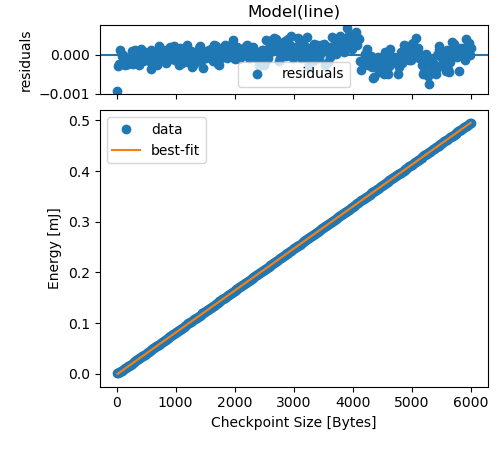 Model(line)
residuals
0.000
−0.001
residuals
data
best-fit
Energy [mJ]
0.5
0.4
0.3
0.2
0.1
0.0
0 1000 2000 3000 4000 5000 6000
Checkpoint Size [Bytes]